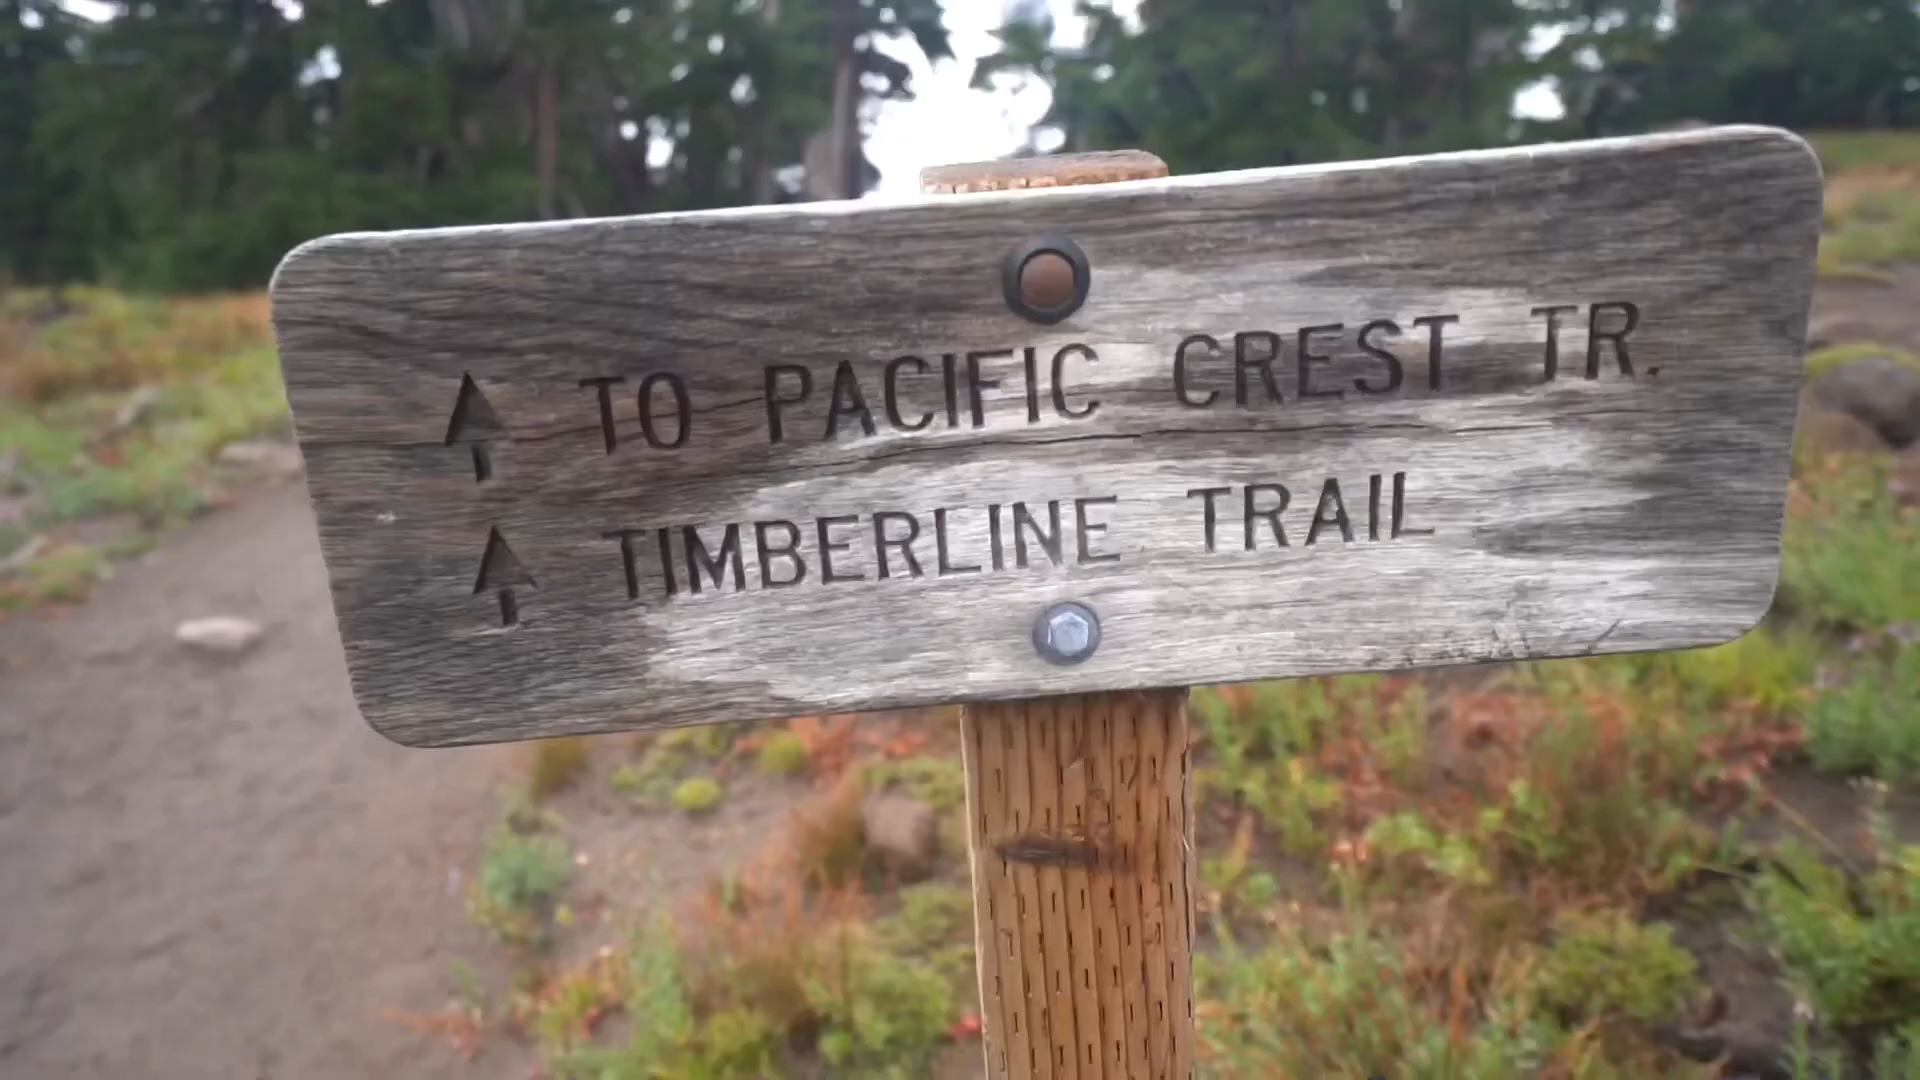 ↑ TO PACIFIC CREST TR.
↑ TIMBERLINE TRAIL